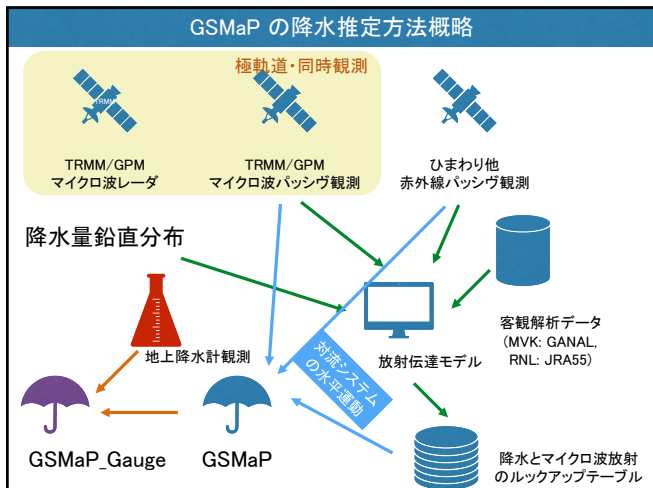 GSMaP の降水推定方法概略
極軌道・同時観測
TRMM
TRMM/GPM
マイクロ波レーダ
TRMM/GPM
マイクロ波パッシヴ観測
ひまわり他
赤外線パッシヴ観測
降水量鉛直分布
地上降水計観測
対流システム
の水平運動
放射伝達モデル
客観解析データ
(MVK: GANAL,
RNL: JRA55)
GSMaP_Gauge
GSMaP
降水とマイクロ波放射
のルックアップテーブル